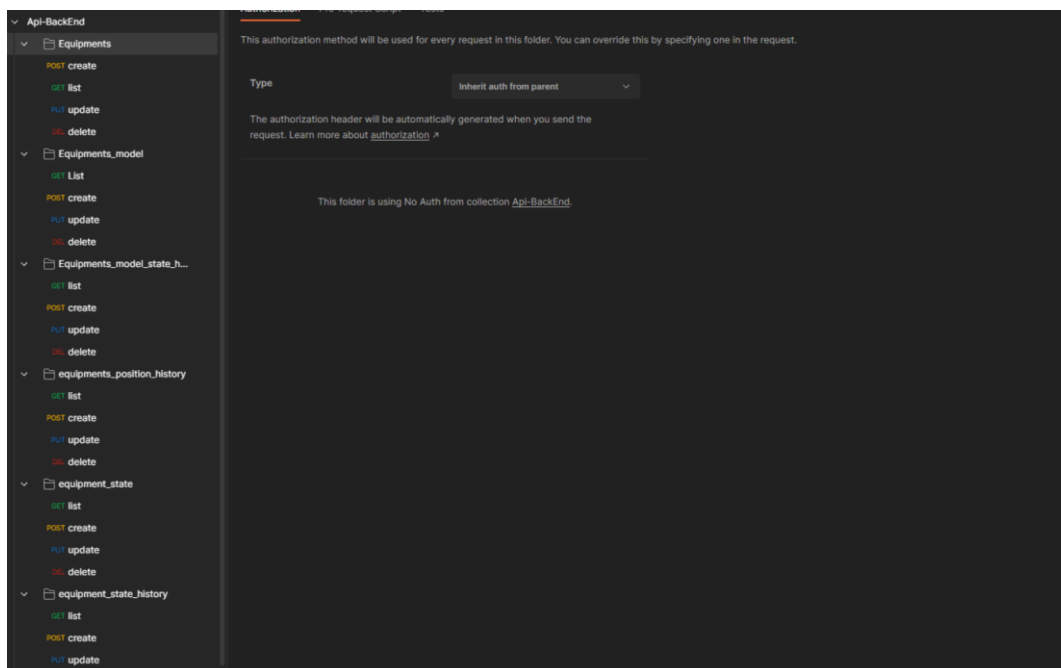 Api-BackEnd
Equipments
POST create
GET list
PUT update
DEL delete
Equipments_model
GET List
POST create
PUT update
DEL delete
Equipments_model_state_h...
GET list
POST create
PUT update
DEL delete
equipments_position_history
GET list
POST create
PUT update
DEL delete
equipment_state
GET list
POST create
PUT update
DEL delete
equipment_state_history
GET list
POST create
PUT update
This authorization method will be used for every request in this folder. You can override this by specifying one in the request.
Type
Inherit auth from parent
The authorization header will be automatically generated when you send the
request. Learn more about authorization ↗
This folder is using No Auth from collection Api-BackEnd.